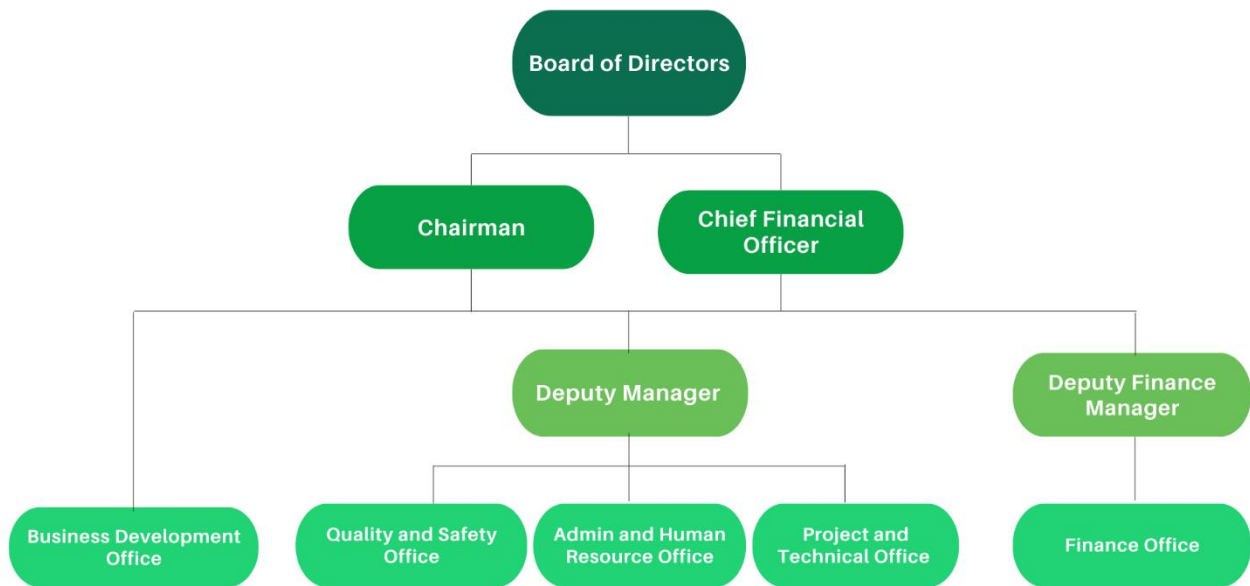 Board of Directors
Chairman
Chief Financial
Officer
Deputy Manager
Deputy Finance
Manager
Business Development
Office
Quality and Safety
Office
Admin and Human
Resource Office
Project and
Technical Office
Finance Office